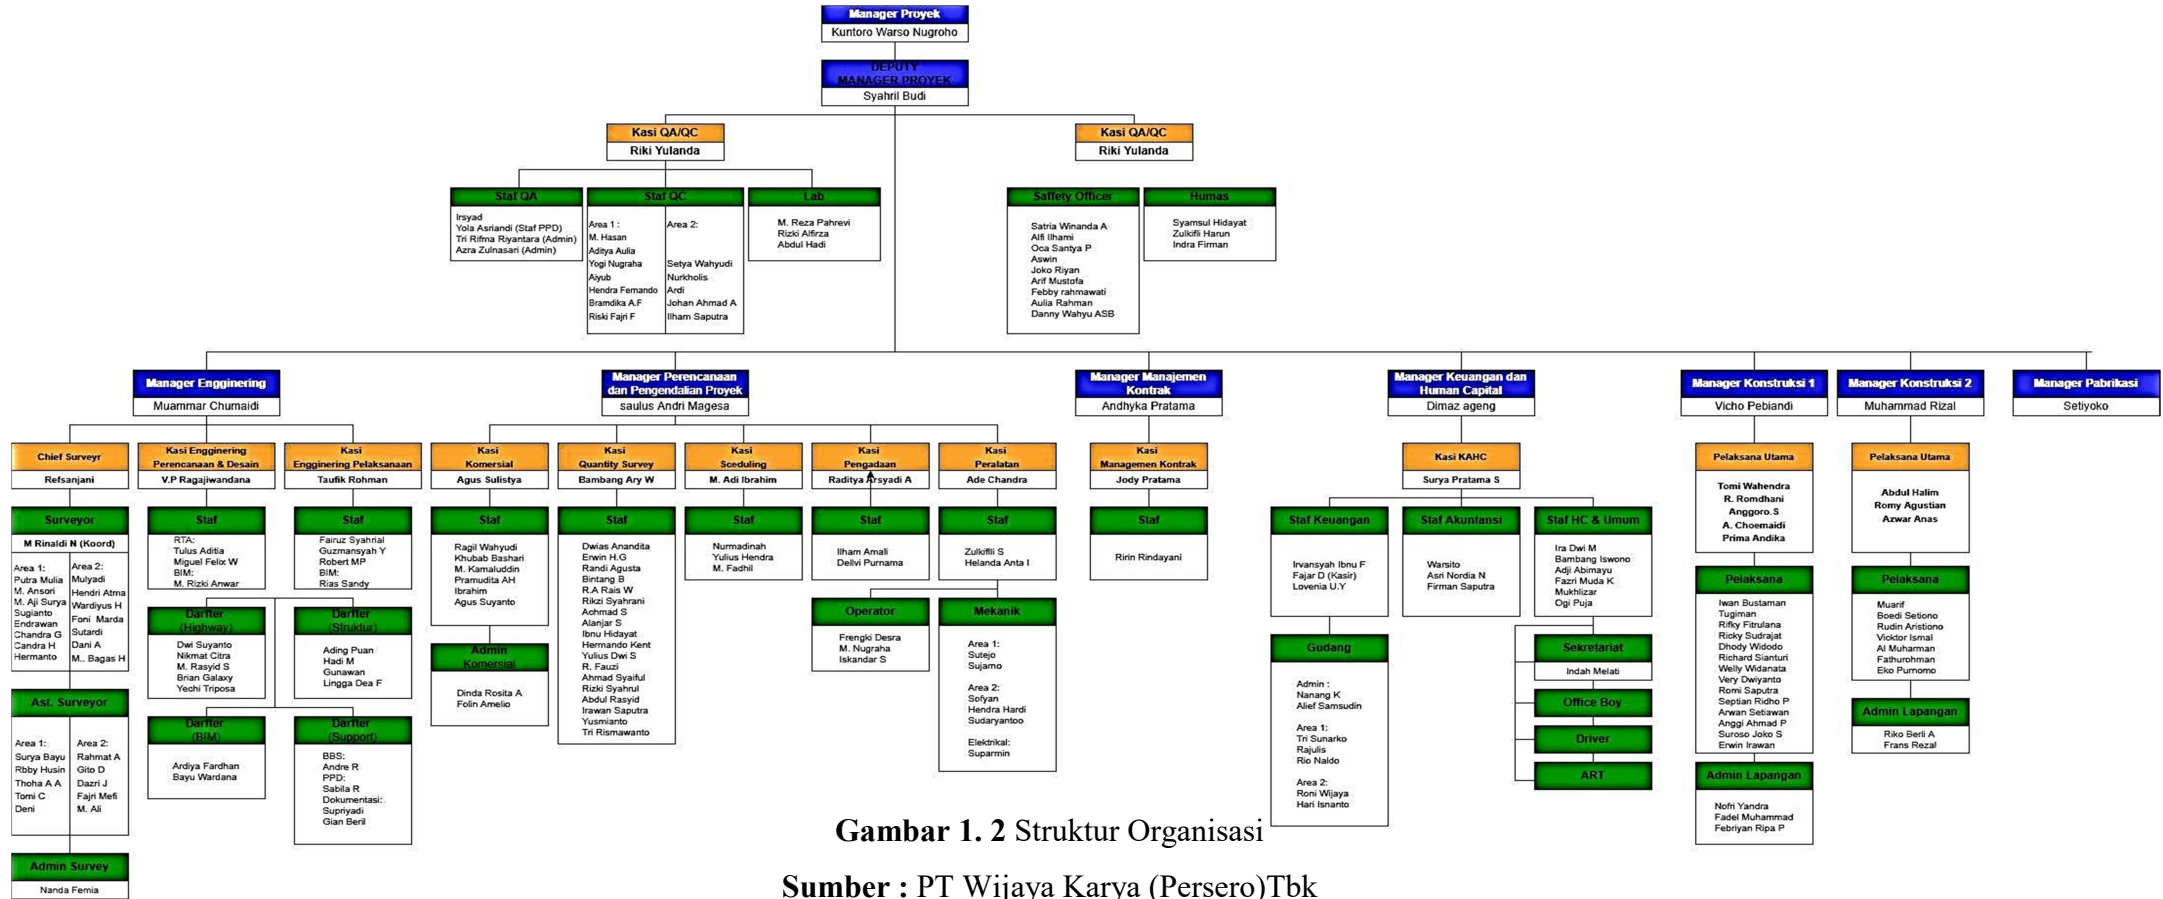 Manager Proyek
Kuntoro Warso Nugroho
DEPUTY
MANAGER PROYEK
Syahril Budi
Kasi QA/QC
Riki Yulanda
Kasi QA/QC
Riki Yulanda
Staf QA
Irsyad
Yola Asriandi (Staf PPD)
Tri Rifma Riyantara (Admin)
Azra Zulnasari (Admin)
Staf QC
Area 1 :
M. Hasan
Aditya Aulia
Yogi Nugraha
Aiyub
Hendra Fernando
Bramdika A.F
Riski Fajri F
Area 2:
Setya Wahyudi
Nurkholis
Ardi
Johan Ahmad A
Ilham Saputra
Lab
M. Reza Pahrevi
Rizki Alfirza
Abdul Hadi
Saffety Officer
Satria Winanda A
Alfi Ilhami
Oca Santya P
Aswin
Joko Riyan
Arif Mustofa
Febby rahmawati
Aulia Rahman
Danny Wahyu ASB
Humas
Syamsul Hidayat
Zulkifli Harun
Indra Firman
Manager Engginering
Muammar Chumaidi
Manager Perencanaan
dan Pengendalian Proyek
saulus Andri Magesa
Manager Manajemen
Kontrak
Andhyka Pratama
Manager Keuangan dan
Human Capital
Dimaz ageng
Manager Konstruksi 1
Vicho Pebiandi
Manager Konstruksi 2
Muhammad Rizal
Manager Pabrikasi
Setiyoko
Chief Surveyr
Refsanjani
Surveyor
M Rinaldi N (Koord)
Area 1:
Putra Mulia
M. Ansori
M. Aji Surya
Sugianto
Endrawan
Chandra G
Candra H
Hermanto
Area 2:
Mulyadi
Hendri Atma
Wardiyus H
Foni Marda
Sutardi
Dani A
M.. Bagas H
Ast. Surveyor
Area 1:
Surya Bayu
Rbby Husin
Thoha A A
Tomi C
Deni
Area 2:
Rahmat A
Gito D
Dazri J
Fajri Mefi
M. Ali
Admin Survey
Nanda Femia
Kasi Engginering
Perencanaan & Desain
V.P Ragajiwandana
Staf
RTA:
Tulus Aditia
Miguel Felix W
BIM:
M. Rizki Anwar
Darfter
(Highway)
Dwi Suyanto
Nikmat Citra
M. Rasyid S
Brian Galaxy
Yechi Triposa
Darfter
(BIM)
Ardiya Fardhan
Bayu Wardana
Kasi
Engginering Pelaksanaan
Taufik Rohman
Staf
Fairuz Syahrial
Guzmansyah Y
Robert MP
BIM:
Rias Sandy
Darfter
(Struktur)
Ading Puan
Hadi M
Gunawan
Lingga Dea F
Darfter
(Support)
BBS:
Andre R
PPD:
Sabila R
Dokumentasi:
Supriyadi
Gian Beril
Kasi
Komersial
Agus Sulistya
Staf
Ragil Wahyudi
Khubab Bashari
M. Kamaluddin
Pramudita AH
Ibrahim
Agus Suyanto
Admin
Komersial
Dinda Rosita A
Folin Amelio
Kasi
Quantity Survey
Bambang Ary W
Staf
Dwias Anandita
Erwin H.G
Randi Agusta
Bintang B
R.A Rais W
Rikzi Syahrani
Achmad S
Alanjar S
Ibnu Hidayat
Hermando Kent
Yulius Dwi S
R. Fauzi
Ahmad Syaiful
Rizki Syahrul
Abdul Rasyid
Irawan Saputra
Yusmianto
Tri Rismawanto
Kasi
Sceduling
M. Adi Ibrahim
Staf
Nurmadinah
Yulius Hendra
M. Fadhil
Kasi
Pengadaan
Raditya Arsyadi A
Staf
Ilham Amali
Dellvi Purnama
Operator
Frengki Desra
M. Nugraha
Iskandar S
Kasi
Peralatan
Ade Chandra
Staf
Zulkiflli S
Helanda Anta I
Mekanik
Area 1:
Sutejo
Sujarno
Area 2:
Sofyan
Hendra Hardi
Sudaryantoo
Elektrikal:
Suparmin
Kasi
Managemen Kontrak
Jody Pratama
Staf
Ririn Rindayani
Kasi KAHC
Surya Pratama S
Staf Keuangan
Irvansyah Ibnu F
Fajar D (Kasir)
Lovenia U.Y
Gudang
Admin :
Nanang K
Alief Samsudin
Area 1:
Tri Sunarko
Rajulis
Rio Naldo
Area 2:
Roni Wijaya
Hari Isnanto
Staf Akuntansi
Warsito
Asri Nordia N
Firman Saputra
Staf HC & Umum
Ira Dwi M
Bambang Iswono
Adji Abimayu
Fazri Muda K
Mukhlizar
Ogi Puja
Sekretariat
Indah Melati
Office Boy
Driver
ART
Pelaksana Utama
Tomi Wahendra
R. Romdhani
Anggoro.S
A. Choemaidi
Prima Andika
Pelaksana
Iwan Bustaman
Tugiman
Rifky Fitrulana
Ricky Sudrajat
Dhody Widodo
Richard Sianturi
Welly Widanata
Very Dwiyanto
Romi Saputra
Septian Ridho P
Arwan Setiawan
Anggi Ahmad P
Suroso Joko S
Erwin Irawan
Admin Lapangan
Nofri Yandra
Fadel Muhammad
Febriyan Ripa P
Pelaksana Utama
Abdul Halim
Romy Agustian
Azwar Anas
Pelaksana
Muarif
Boedi Setiono
Rudin Aristiono
Vicktor Ismal
Al Muharman
Fathurohman
Eko Purnomo
Admin Lapangan
Riko Berli A
Frans Rezal
Gambar 1. 2 Struktur Organisasi
Sumber : PT Wijaya Karya (Persero)Tbk